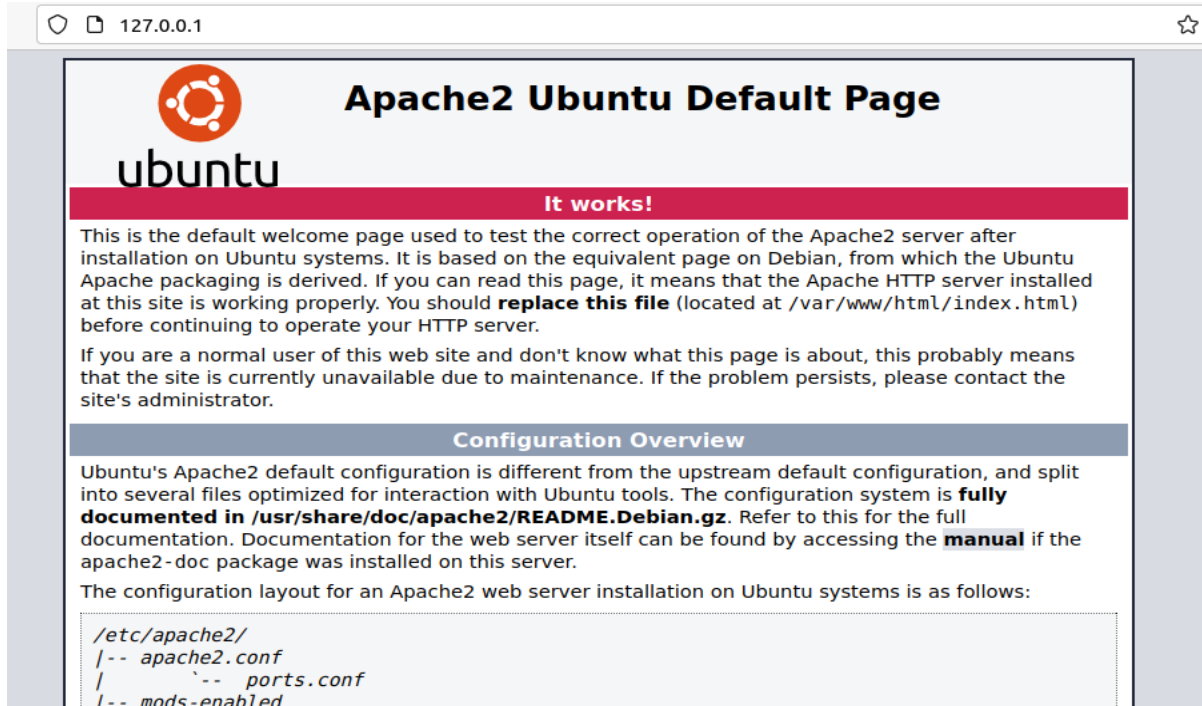 127.0.0.1
Apache2 Ubuntu Default Page
ubuntu
It works!
This is the default welcome page used to test the correct operation of the Apache2 server after
installation on Ubuntu systems. It is based on the equivalent page on Debian, from which the Ubuntu
Apache packaging is derived. If you can read this page, it means that the Apache HTTP server installed
at this site is working properly. You should replace this file (located at /var/www/html/index.html)
before continuing to operate your HTTP server.
If you are a normal user of this web site and don't know what this page is about, this probably means
that the site is currently unavailable due to maintenance. If the problem persists, please contact the
site's administrator.
Configuration Overview
Ubuntu's Apache2 default configuration is different from the upstream default configuration, and split
into several files optimized for interaction with Ubuntu tools. The configuration system is fully
documented in /usr/share/doc/apache2/README.Debian.gz. Refer to this for the full
documentation. Documentation for the web server itself can be found by accessing the manual if the
apache2-doc package was installed on this server.
The configuration layout for an Apache2 web server installation on Ubuntu systems is as follows:
/etc/apache2/
|-- apache2.conf
|       `--  ports.conf
|-- mods-enabled